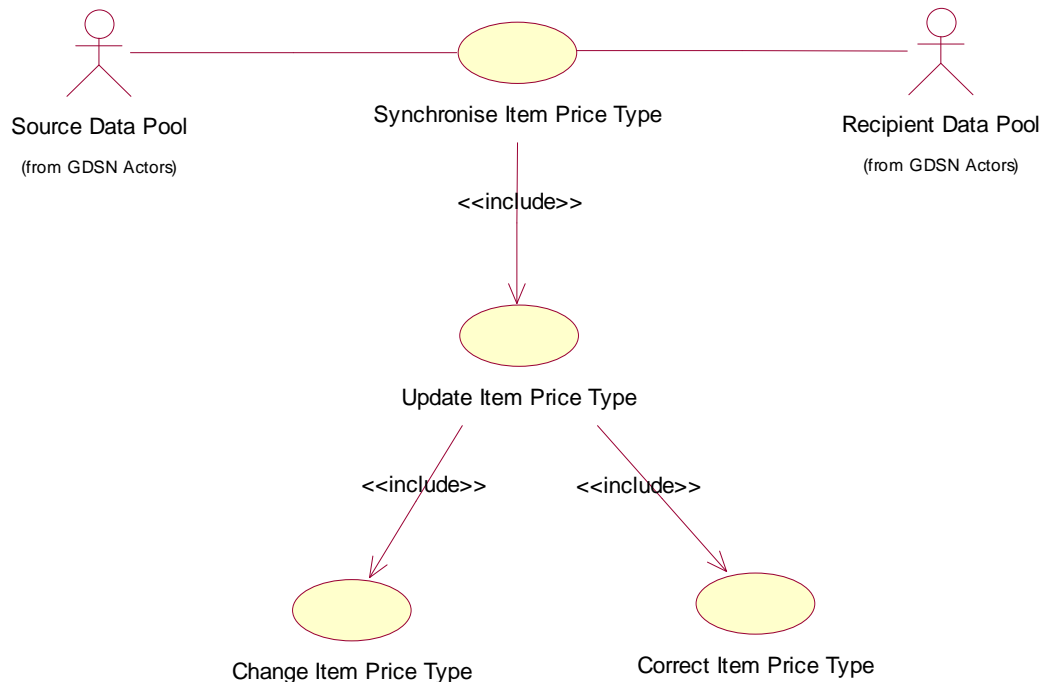 Source Data Pool
(from GDSN Actors)
Synchronise Item Price Type
Recipient Data Pool
(from GDSN Actors)
<<include>>
Update Item Price Type
<<include>>
<<include>>
Change Item Price Type
Correct Item Price Type